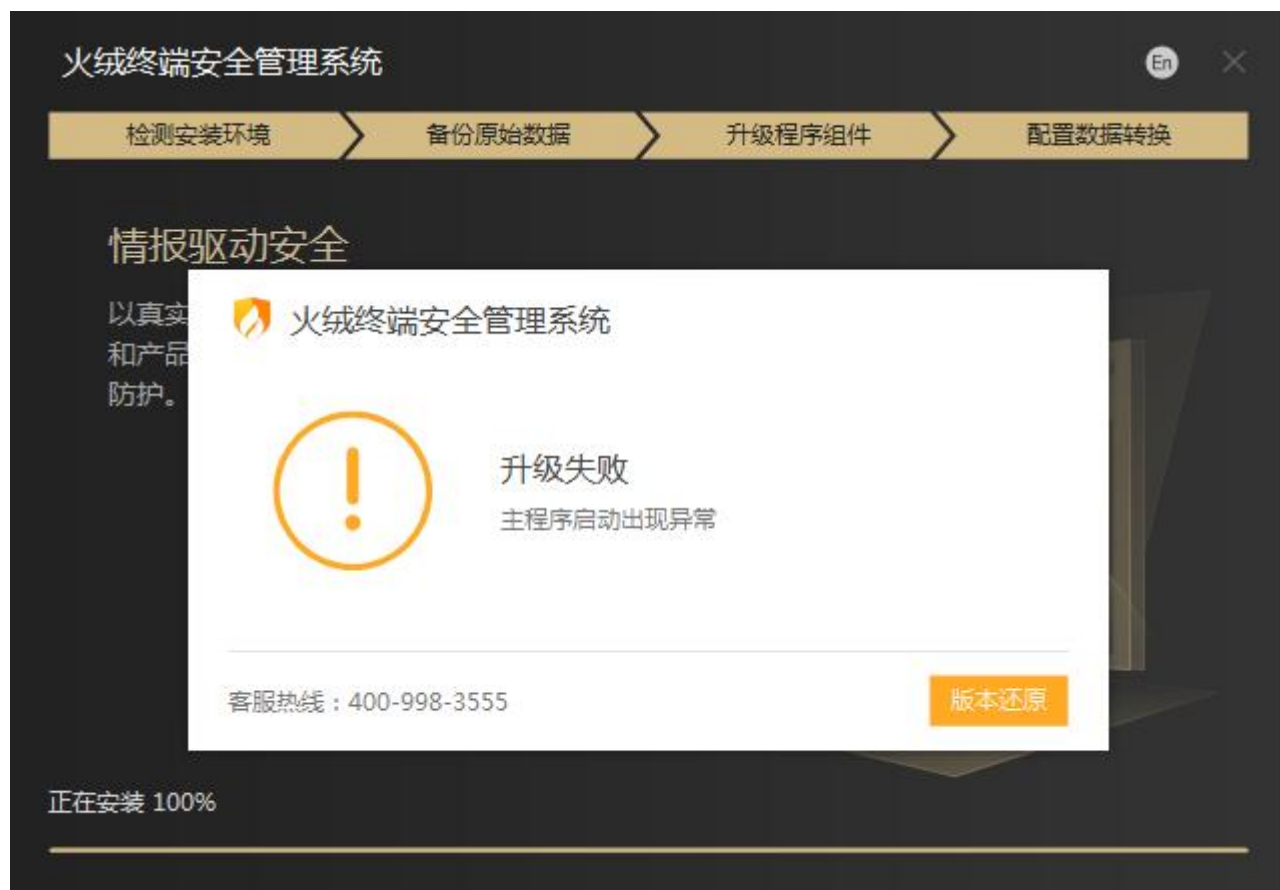 火绒终端安全管理系统
En
检测安装环境
备份原始数据
升级程序组件
配置数据转换
情报驱动安全
以真实
和产品
防护。
火绒终端安全管理系统
升级失败
主程序启动出现异常
客服热线：400-998-3555
版本还原
正在安装 100%